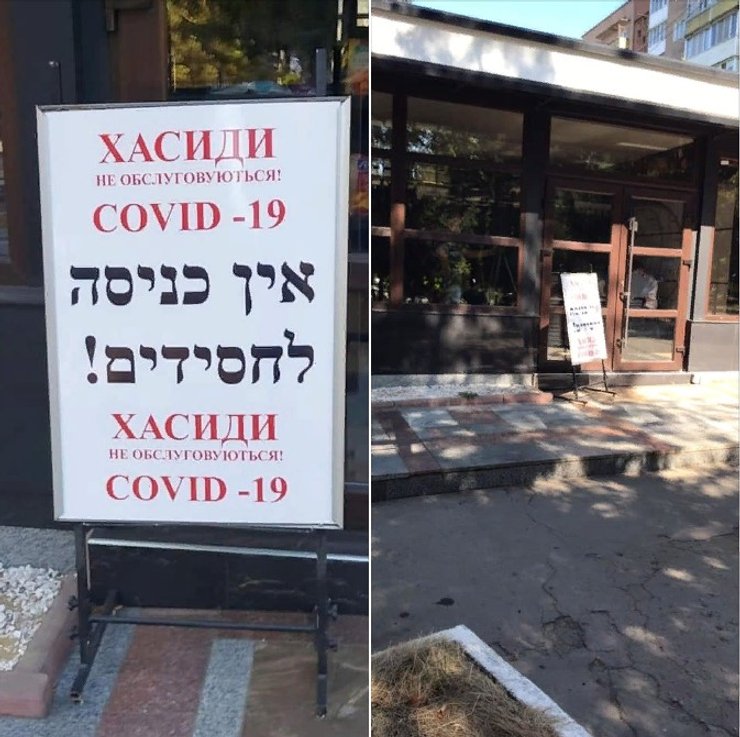 ХАСИДИ
НЕ ОБСЛУГОВУЮТЬСЯ!
COVID -19
אין כניסה
לחסידים!
ХАСИДИ
НЕ ОБСЛУГОВУЮТЬСЯ!
COVID -19